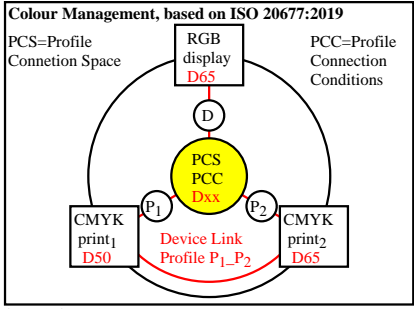 Colour Management, based on ISO 20677:2019
PCS=Profile
Connetion Space
RGB
display
D65
PCC=Profile
Connection
Conditions
D
PCS
PCC
Dxx
P1
P2
CMYK
print1
D50
Device Link
Profile P1_P2
CMYK
print2
D65